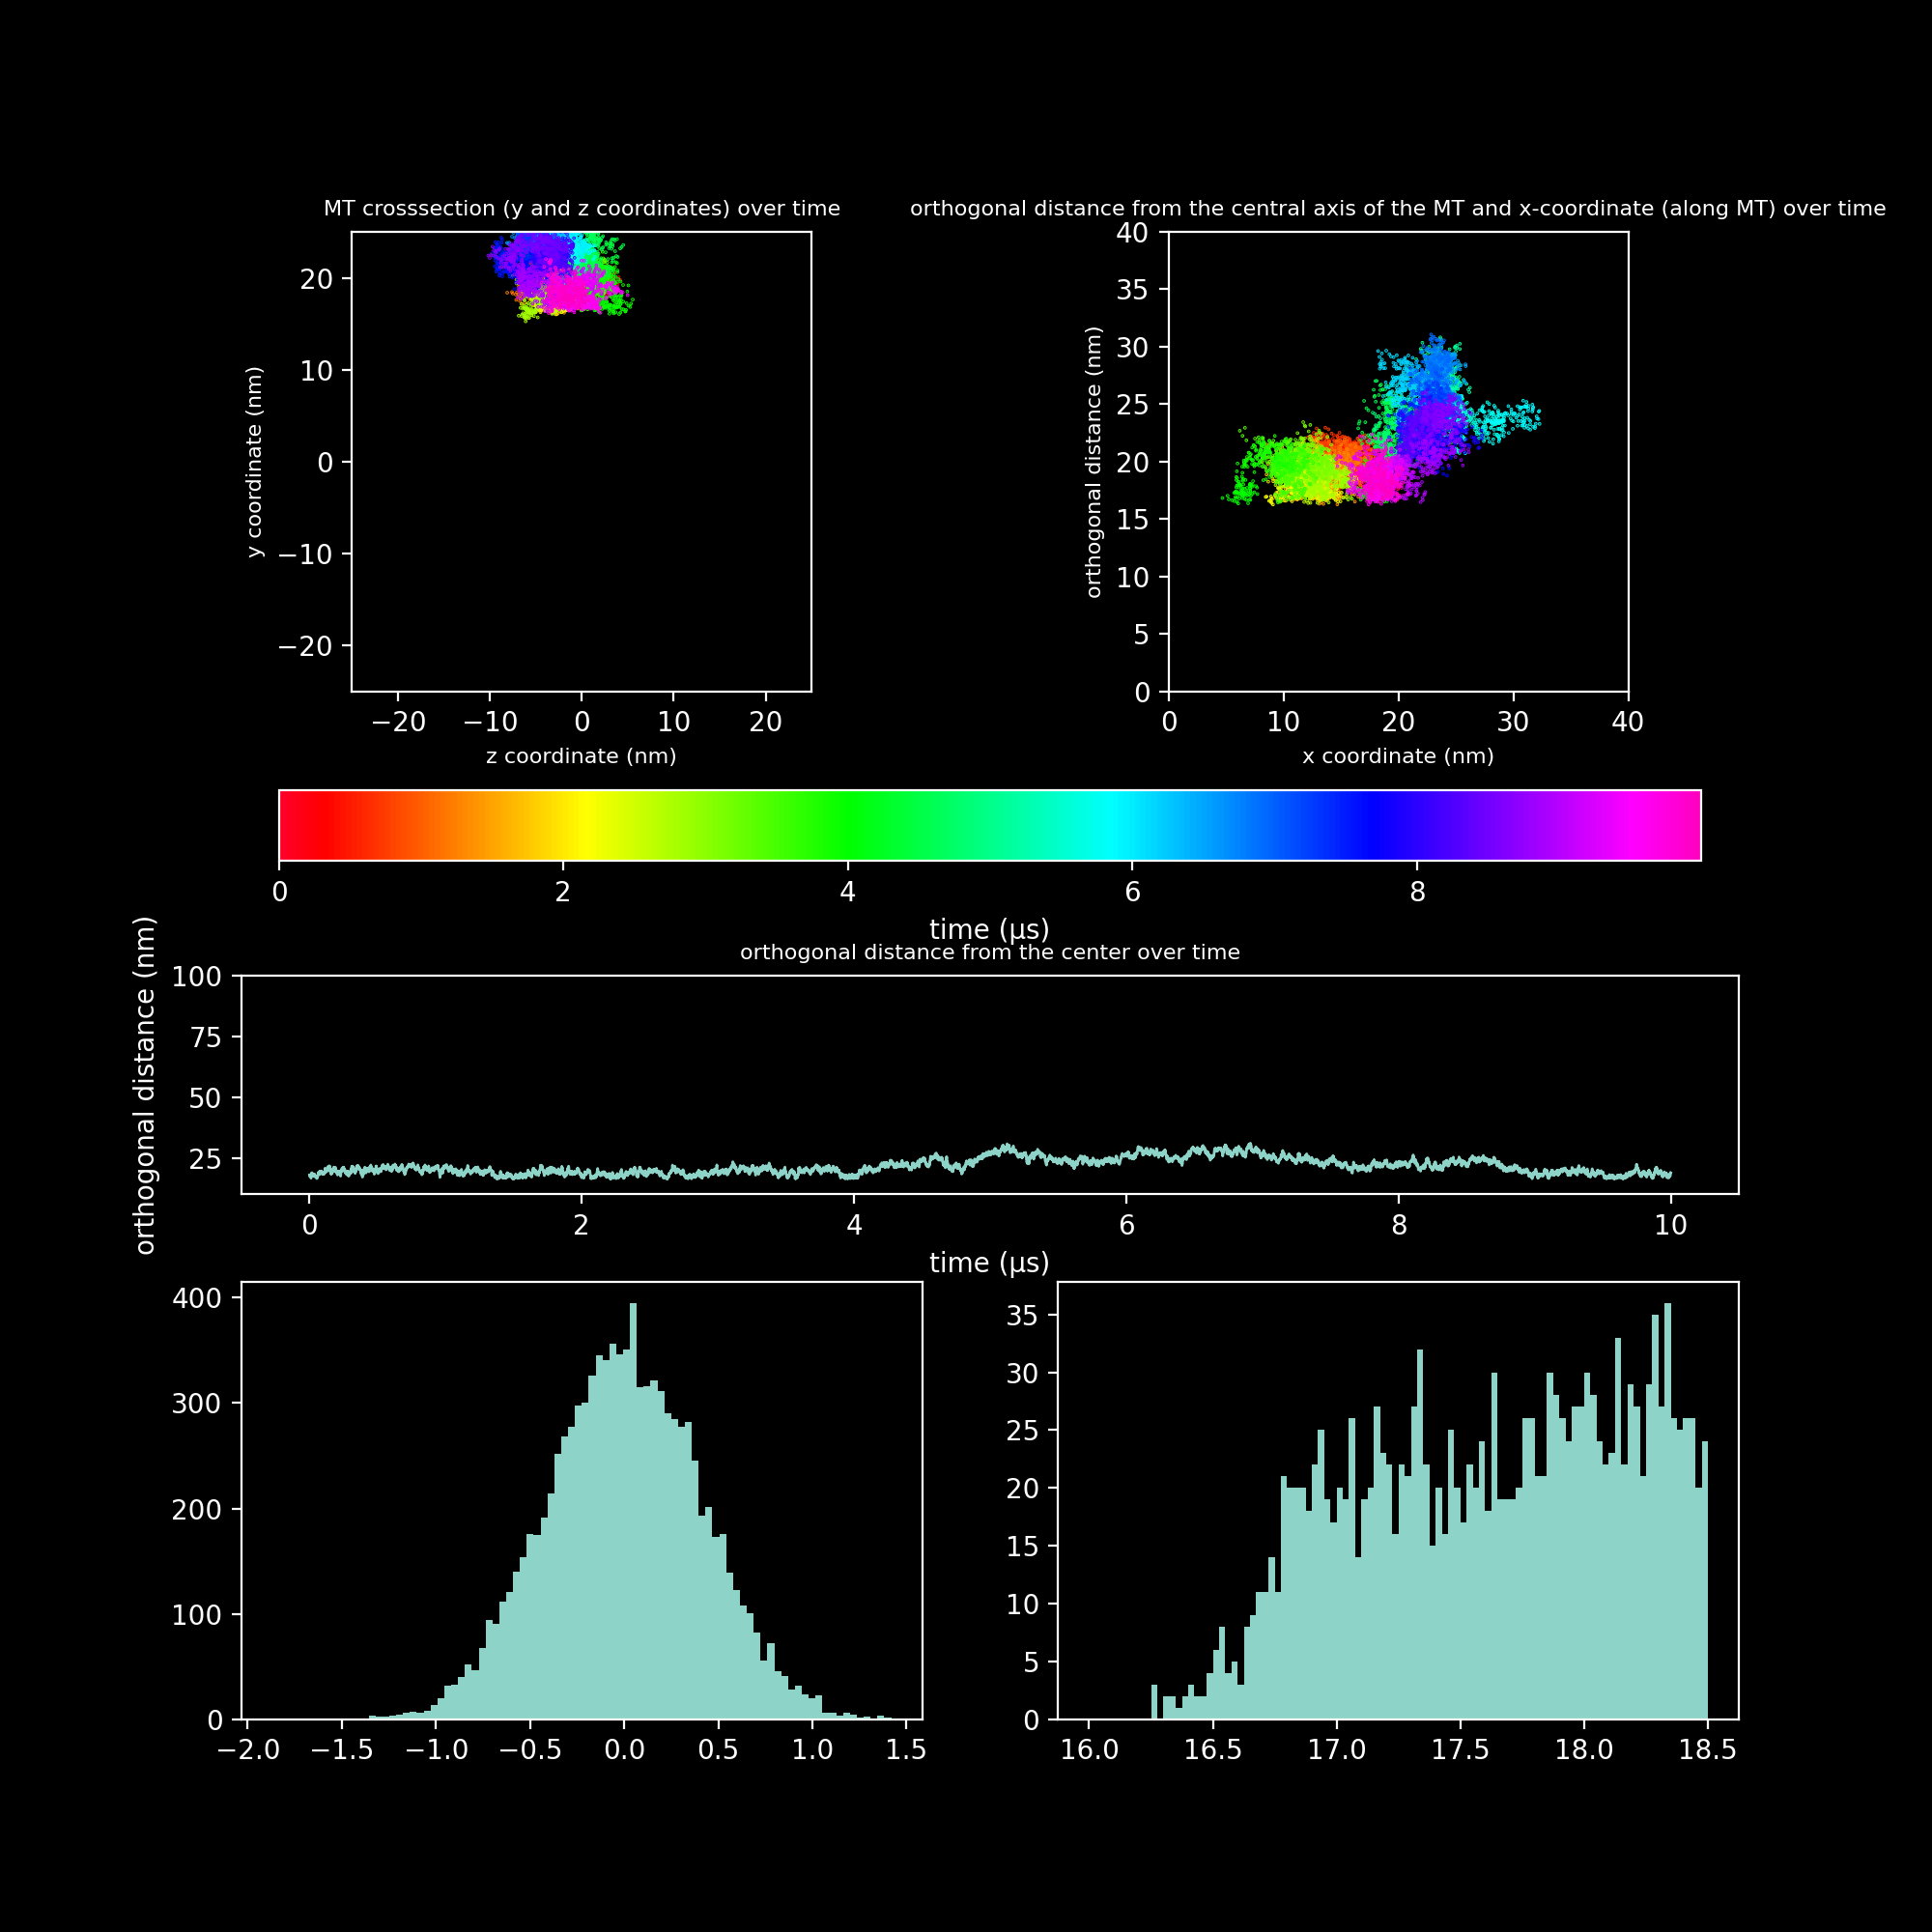 MT crosssection (y and z coordinates) over time
orthogonal distance from the central axis of the MT and x-coordinate (along MT) over time
y coordinate (nm)
20
10
0
−10
−20
−20 −10 0 10 20
z coordinate (nm)
orthogonal distance (nm)
40
35
30
25
20
15
10
5
0
0 10 20 30 40
x coordinate (nm)
0 2 4 6 8
time (µs)
orthogonal distance from the center over time
orthogonal distance (nm)
100
75
50
25
0 2 4 6 8 10
time (µs)
400
300
200
100
0
−2.0 −1.5 −1.0 −0.5 0.0 0.5 1.0 1.5
35
30
25
20
15
10
5
0
16.0 16.5 17.0 17.5 18.0 18.5